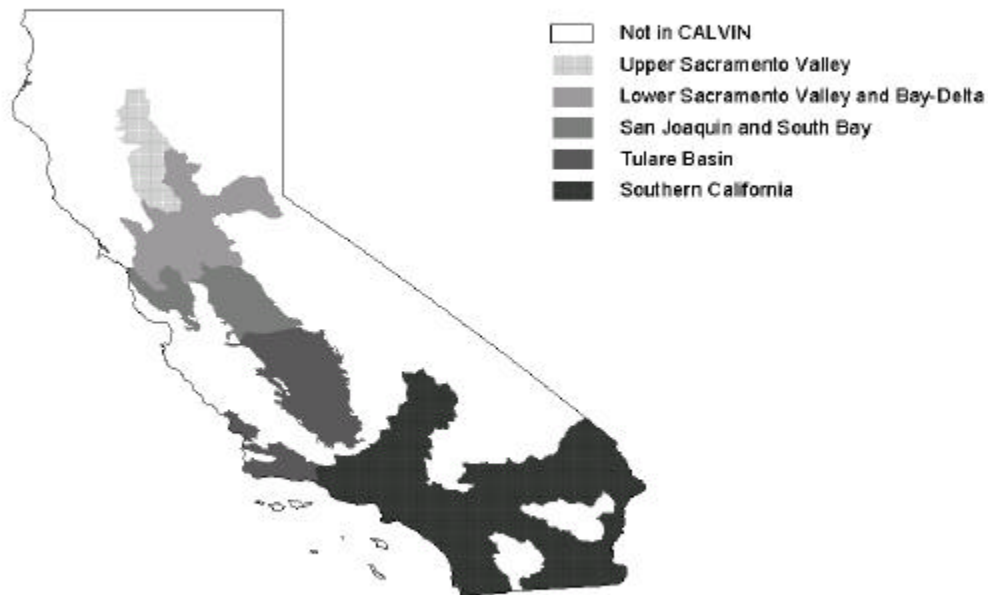 Not in CALVIN
Upper Sacramento Valley
Lower Sacramento Valley and Bay-Delta
San Joaquin and South Bay
Tulare Basin
Southern California